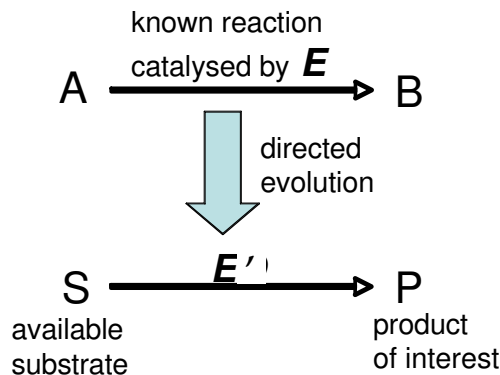 known reaction
catalysed by E
A B
directed
evolution
E′
S P
available
substrate
product
of interest